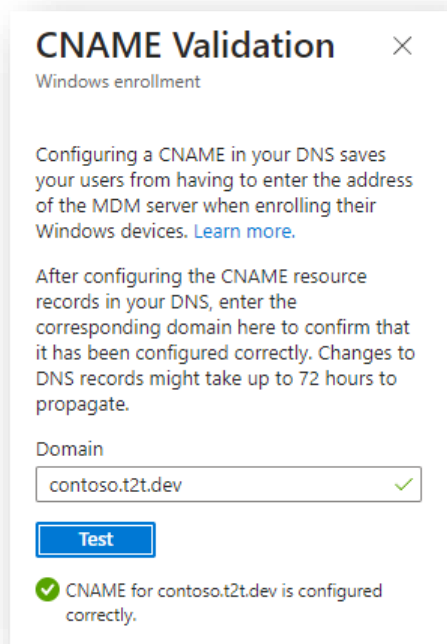 CNAME Validation
Windows enrollment
Configuring a CNAME in your DNS saves
your users from having to enter the address
of the MDM server when enrolling their
Windows devices. Learn more.
After configuring the CNAME resource
records in your DNS, enter the
corresponding domain here to confirm that
it has been configured correctly. Changes to
DNS records might take up to 72 hours to
propagate.
Domain
contoso.t2t.dev
Test
CNAME for contoso.t2t.dev is configured
correctly.